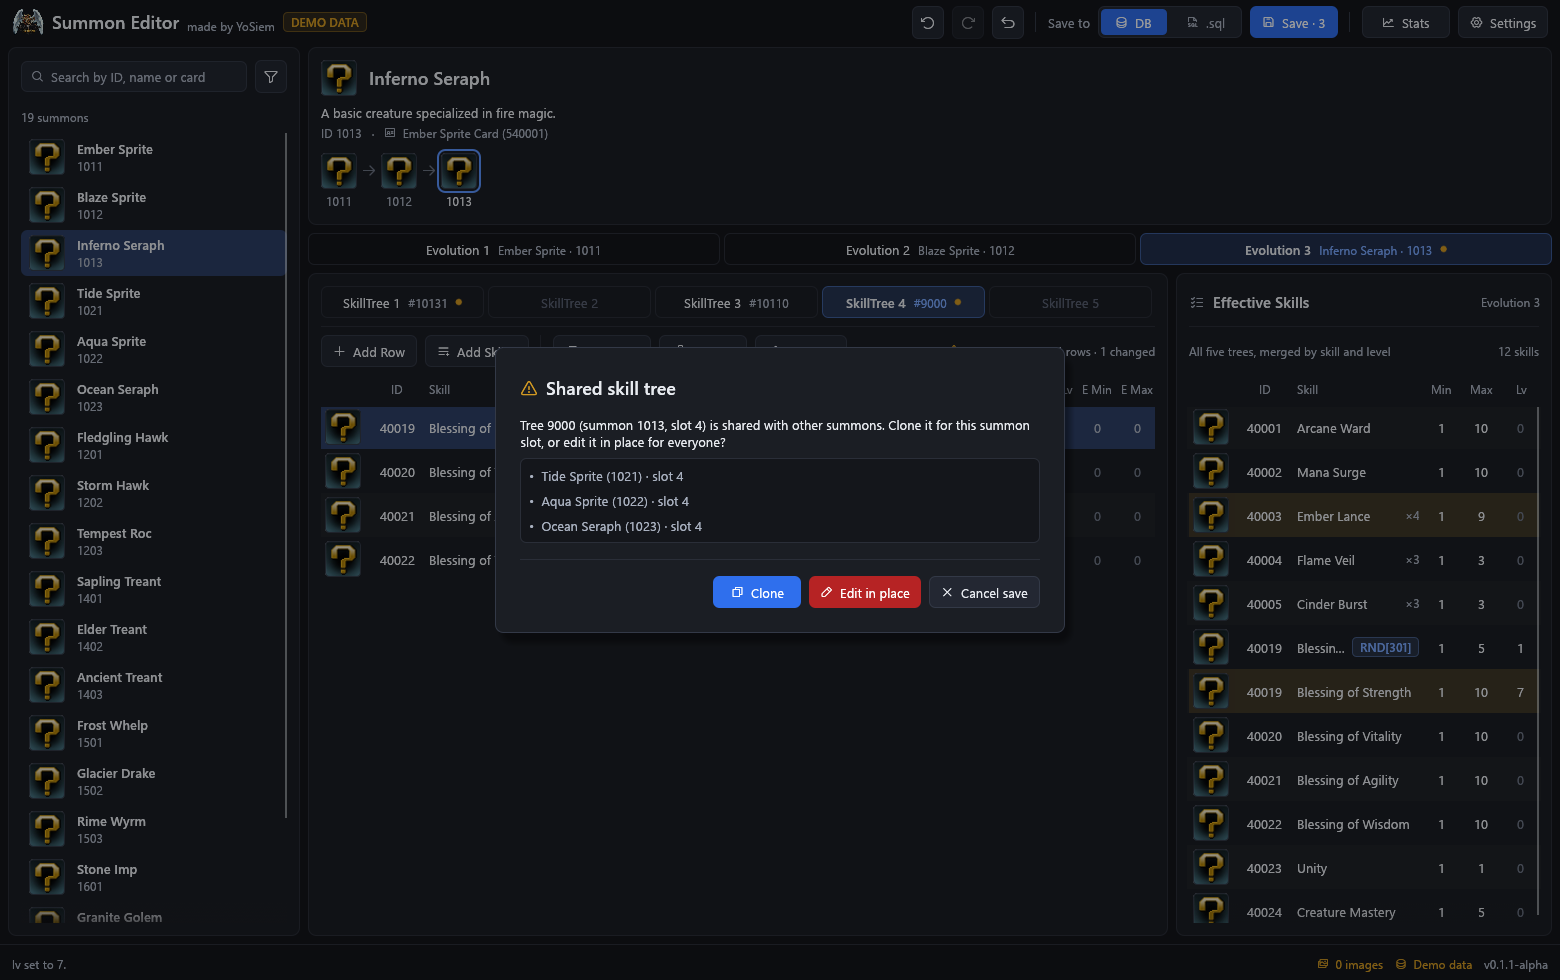 Summon Editor made by YoSiem DEMO DATA
Save to DB .sql Save · 3 Stats Settings
Search by ID, name or card
19 summons
Ember Sprite
1011
Blaze Sprite
1012
Inferno Seraph
1013
Tide Sprite
1021
Aqua Sprite
1022
Ocean Seraph
1023
Fledgling Hawk
1201
Storm Hawk
1202
Tempest Roc
1203
Sapling Treant
1401
Elder Treant
1402
Ancient Treant
1403
Frost Whelp
1501
Glacier Drake
1502
Rime Wyrm
1503
Stone Imp
1601
Granite Golem
Inferno Seraph
A basic creature specialized in fire magic.
ID 1013 · Ember Sprite Card (540001)
1011 1012 1013
Evolution 1 Ember Sprite · 1011
Evolution 2 Blaze Sprite · 1012
Evolution 3 Inferno Seraph · 1013
SkillTree 1 #10131
SkillTree 2
SkillTree 3 #10110
SkillTree 4 #9000
SkillTree 5
Add Row
rows · 1 changed
ID Skill Lv E Min E Max
40019 Blessing of 0 0
40020 Blessing of 0 0
40021 Blessing of 0 0
40022 Blessing of 0 0
Shared skill tree
Tree 9000 (summon 1013, slot 4) is shared with other summons. Clone it for this summon
slot, or edit it in place for everyone?
• Tide Sprite (1021) · slot 4
• Aqua Sprite (1022) · slot 4
• Ocean Seraph (1023) · slot 4
Clone Edit in place Cancel save
Effective Skills Evolution 3
All five trees, merged by skill and level 12 skills
ID Skill Min Max Lv
40001 Arcane Ward 1 10 0
40002 Mana Surge 1 10 0
40003 Ember Lance ×4 1 9 0
40004 Flame Veil ×3 1 3 0
40005 Cinder Burst ×3 1 3 0
40019 Blessin... RND[301] 1 5 1
40019 Blessing of Strength 1 10 7
40020 Blessing of Vitality 1 10 0
40021 Blessing of Agility 1 10 0
40022 Blessing of Wisdom 1 10 0
40023 Unity 1 1 0
40024 Creature Mastery 1 5 0
lv set to 7.
0 images Demo data v0.1.1-alpha